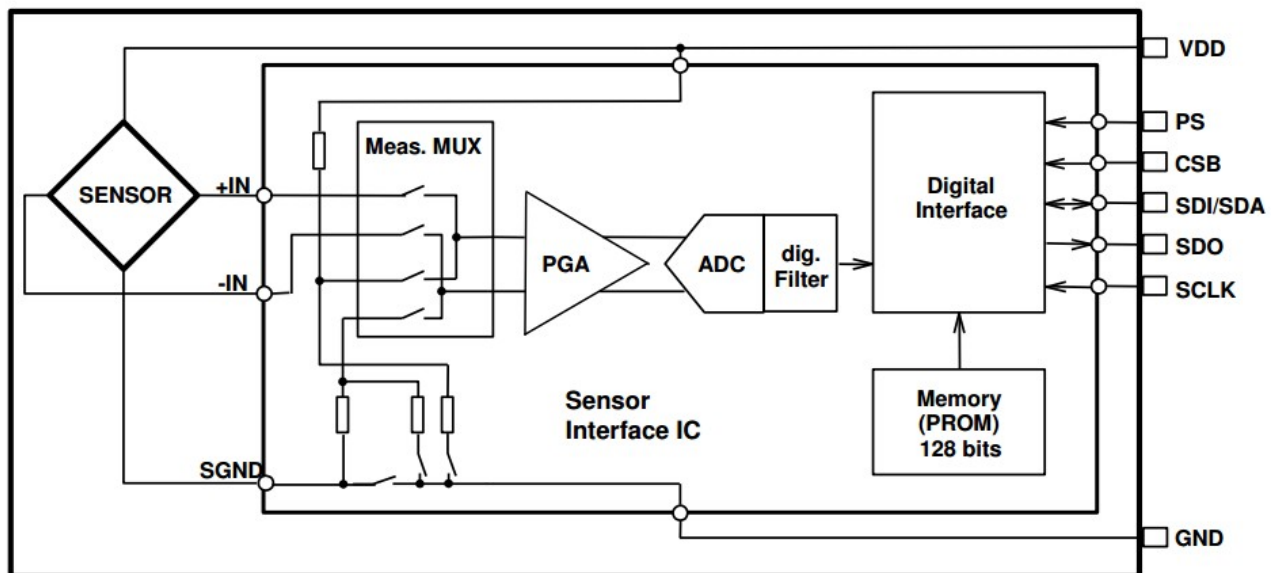 VDD
PS
Meas. MUX
CSB
SENSOR
+IN
Digital
Interface
SDI/SDA
SDO
PGA
ADC
dig.
Filter
-IN
SCLK
Sensor
Interface IC
Memory
(PROM)
128 bits
SGND
GND